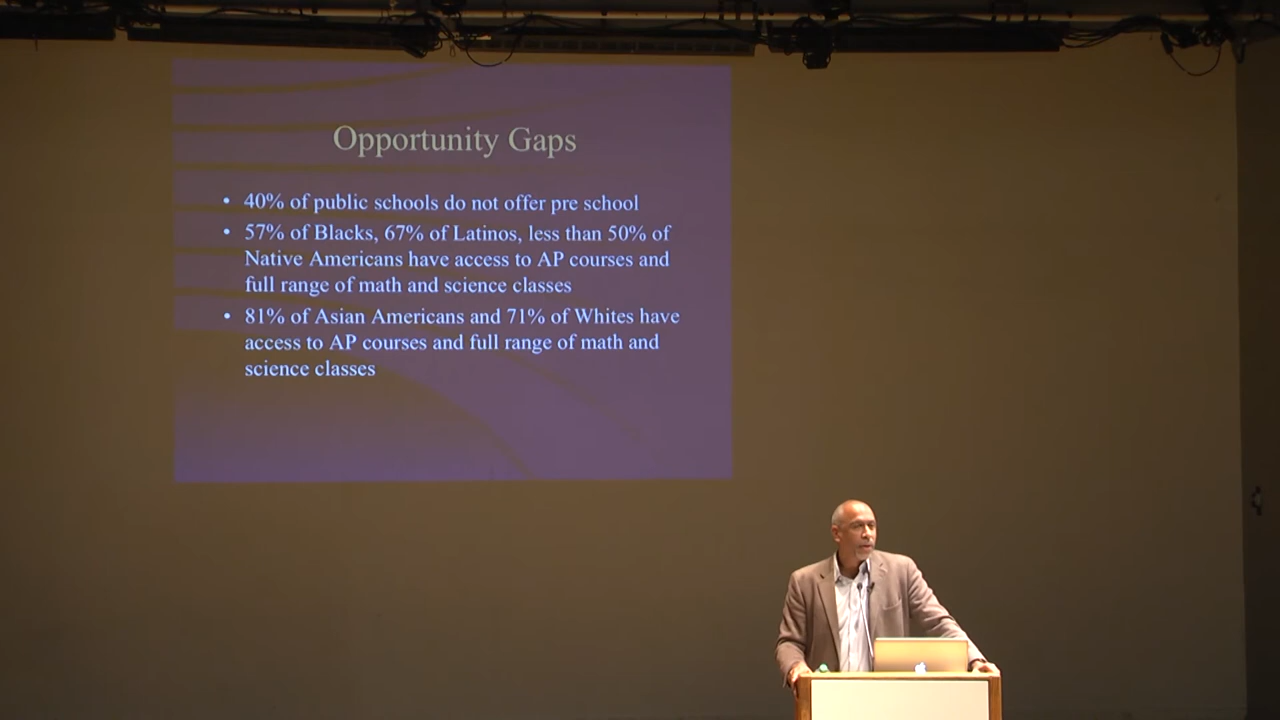 Opportunity Gaps
• 40% of public schools do not offer pre school
• 57% of Blacks, 67% of Latinos, less than 50% of
Native Americans have access to AP courses and
full range of math and science classes
• 81% of Asian Americans and 71% of Whites have
access to AP courses and full range of math and
science classes